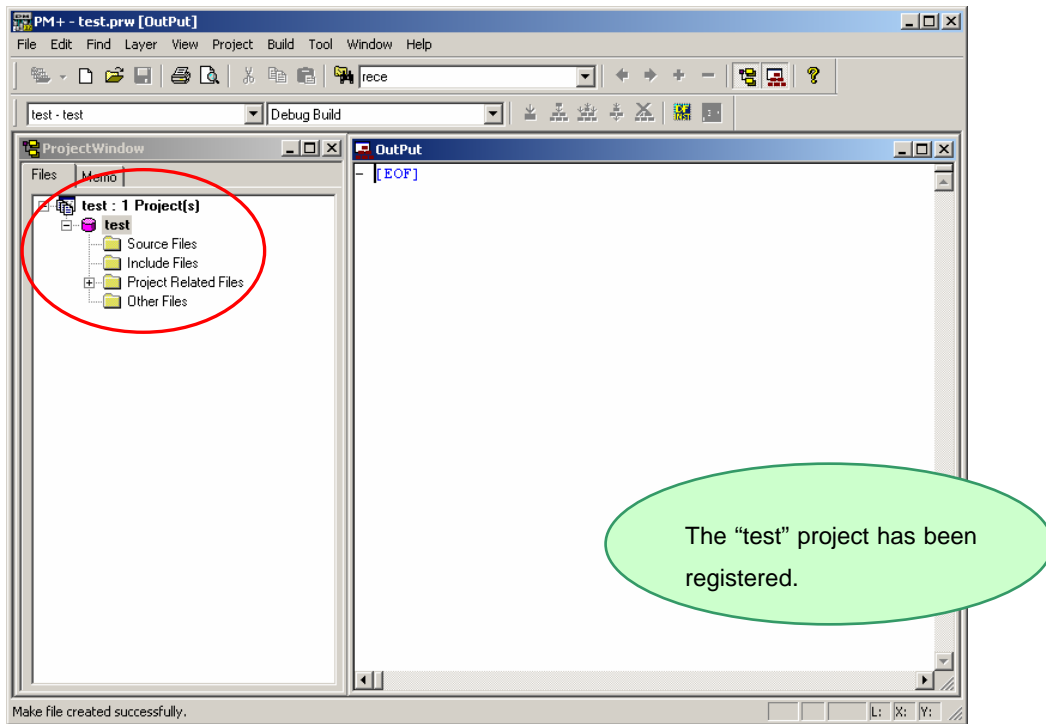 PM+ - test.prw [OutPut]
File Edit Find Layer View Project Build Tool Window Help
rece
test - test Debug Build
ProjectWindow
OutPut
Files Memo
[EOF]
test : 1 Project(s)
test
Source Files
Include Files
Project Related Files
Other Files
The “test” project has been
registered.
Make file created successfully.
L: X: Y: